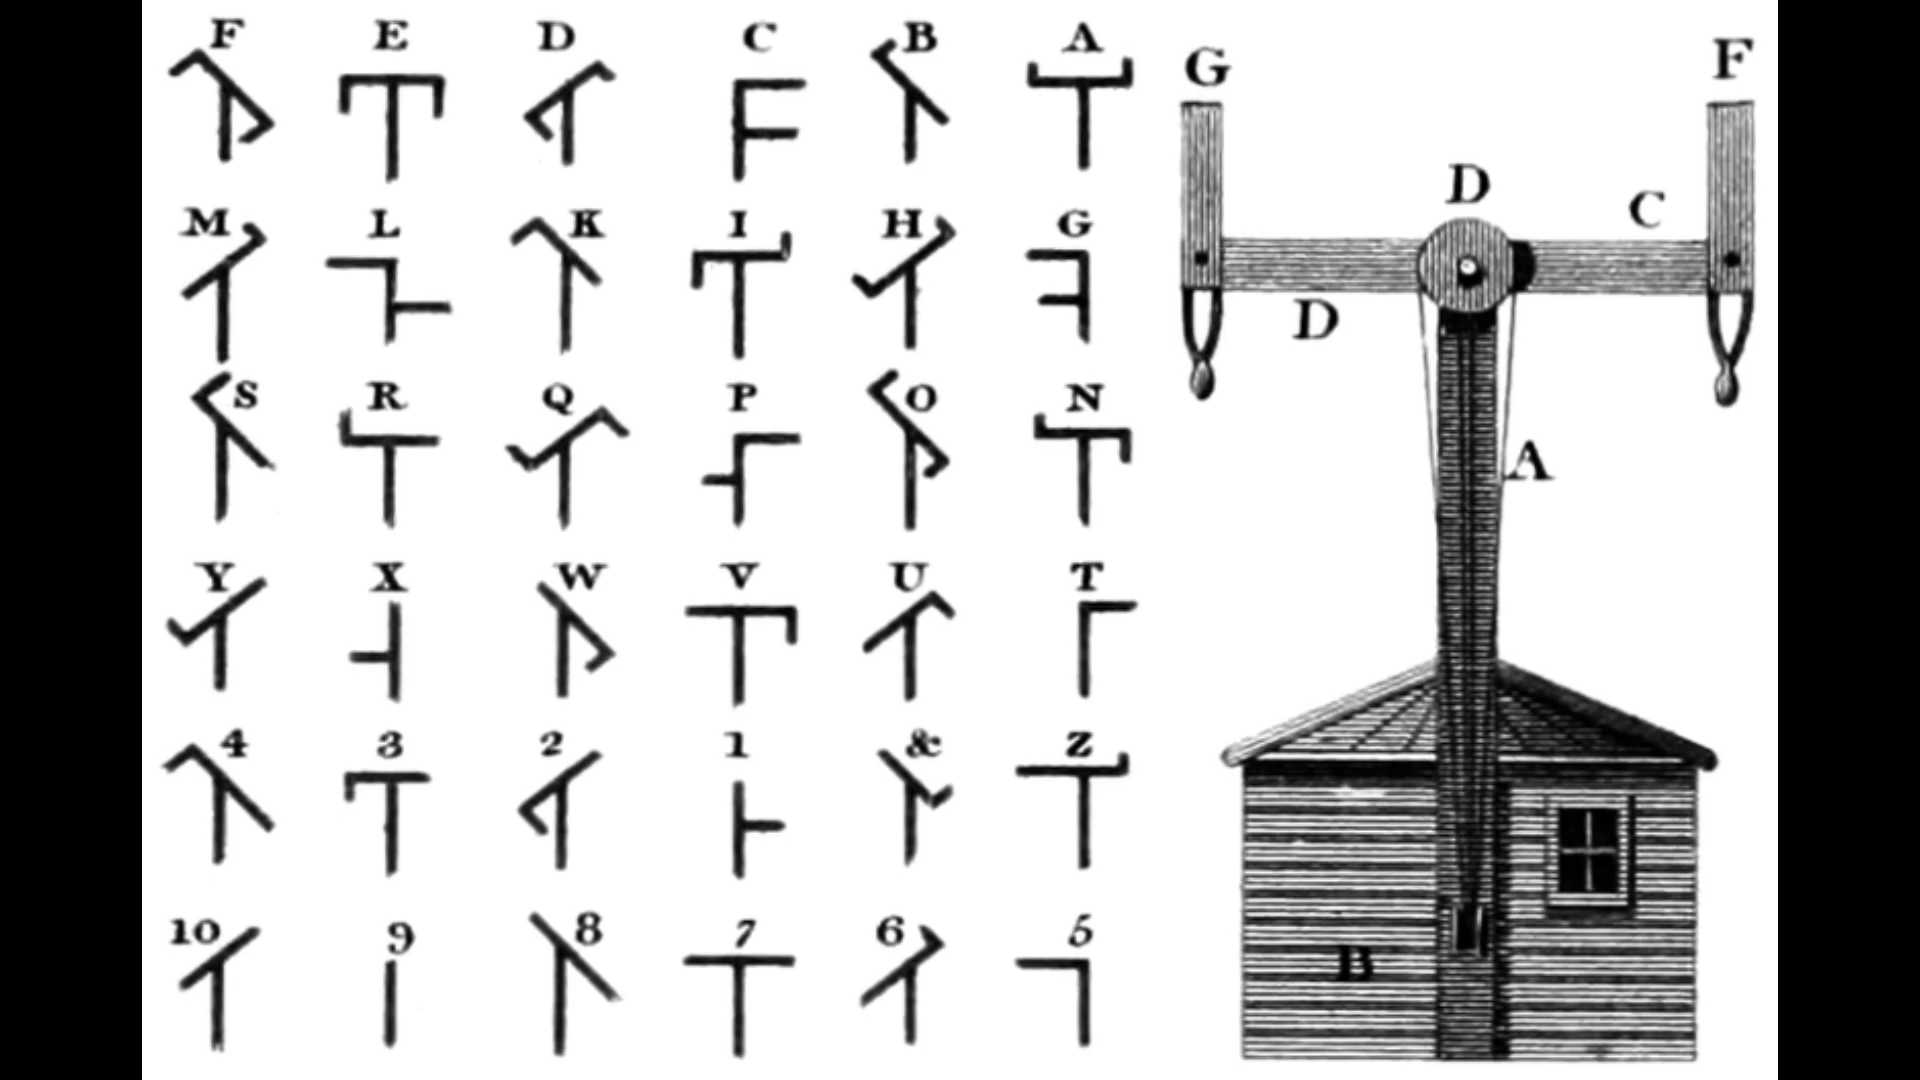 F E D C B A
M L K I H G
S R Q P O N
Y X W V U T
4 3 2 1 & Z
10 9 8 7 6 5
G F
D C
D
A
B